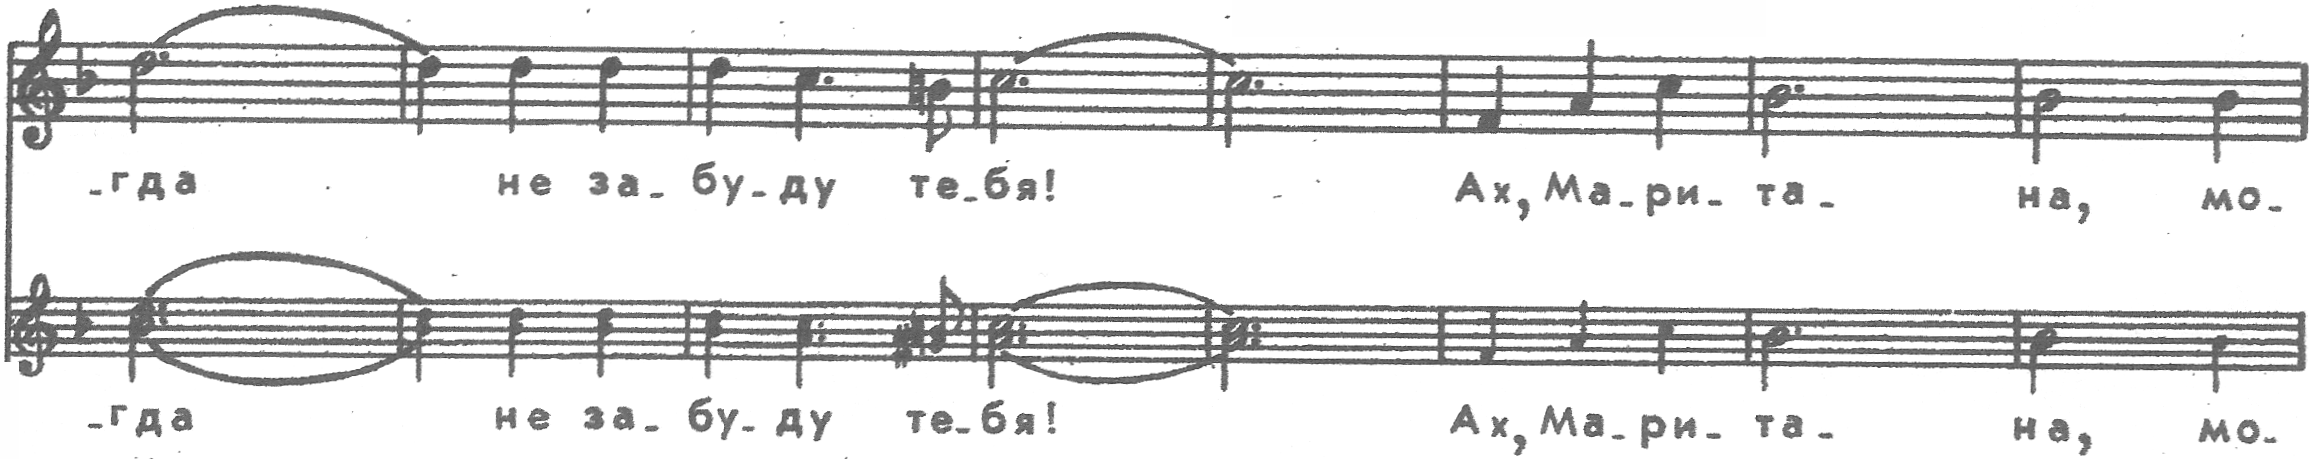 -гда не за- бу- ду те-бя! Ах, Ма-ри- та- на, мо-
-гда не за- бу- ду те-бя! Ах, Ма-ри- та- на, мо-